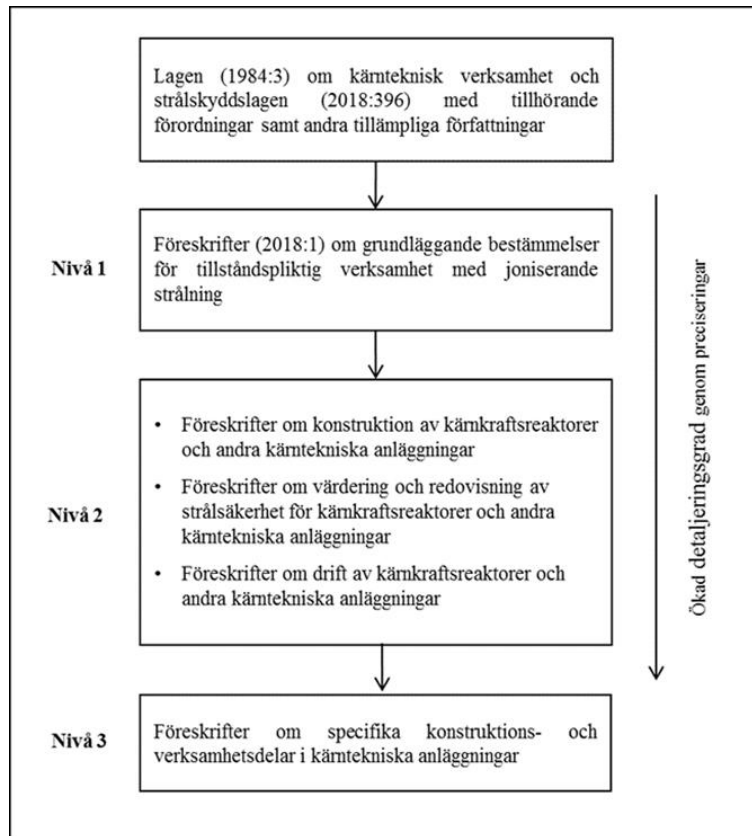 Lagen (1984:3) om kärnteknisk verksamhet och
strålskyddslagen (2018:396) med tillhörande
förordningar samt andra tillämpliga författningar
Nivå 1
Föreskrifter (2018:1) om grundläggande bestämmelser
för tillståndspliktig verksamhet med joniserande
strålning
Nivå 2
• Föreskrifter om konstruktion av kärnkraftsreaktorer
och andra kärntekniska anläggningar
• Föreskrifter om värdering och redovisning av
strålsäkerhet för kärnkraftsreaktorer och andra
kärntekniska anläggningar
• Föreskrifter om drift av kärnkraftsreaktorer och
andra kärntekniska anläggningar
Nivå 3
Föreskrifter om specifika konstruktions- och
verksamhetsdelar i kärntekniska anläggningar
Ökad detaljeringsgrad genom preciseringar